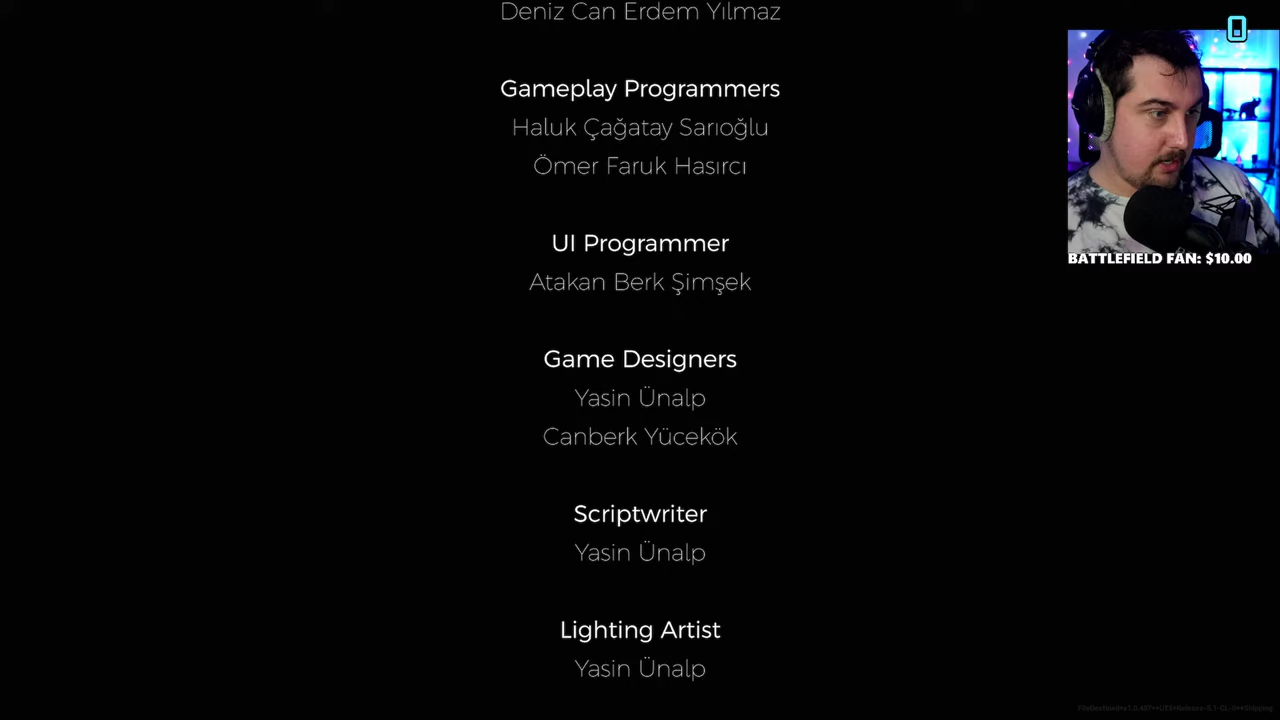 Deniz Can Erdem Yılmaz
Gameplay Programmers
Haluk Çağatay Sarıoğlu
Ömer Faruk Hasırcı
UI Programmer
Atakan Berk Şimşek
Game Designers
Yasin Ünalp
Canberk Yücekök
Scriptwriter
Yasin Ünalp
Lighting Artist
Yasin Ünalp
BATTLEFIELD FAN: $10.00